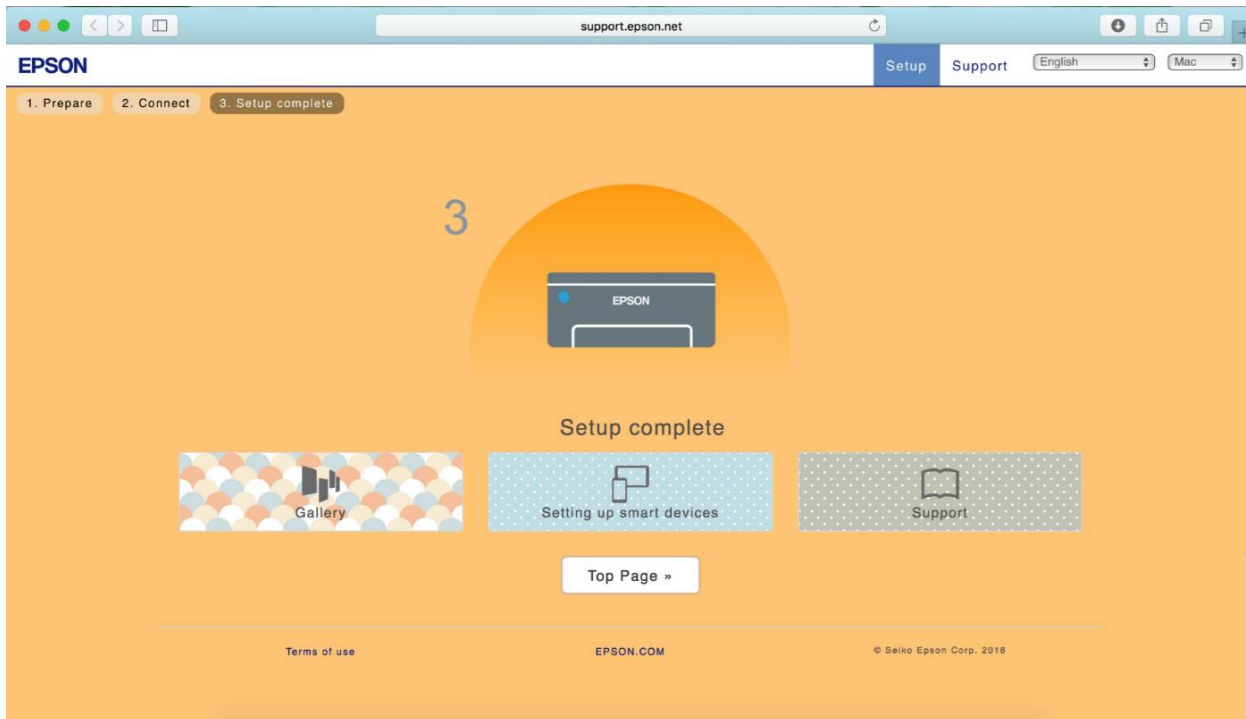 support.epson.net
EPSON
Setup
Support
English
Mac
1. Prepare
2. Connect
3. Setup complete
3
EPSON
Setup complete
Gallery
Setting up smart devices
Support
Top Page »
Terms of use
EPSON.COM
© Seiko Epson Corp. 2018